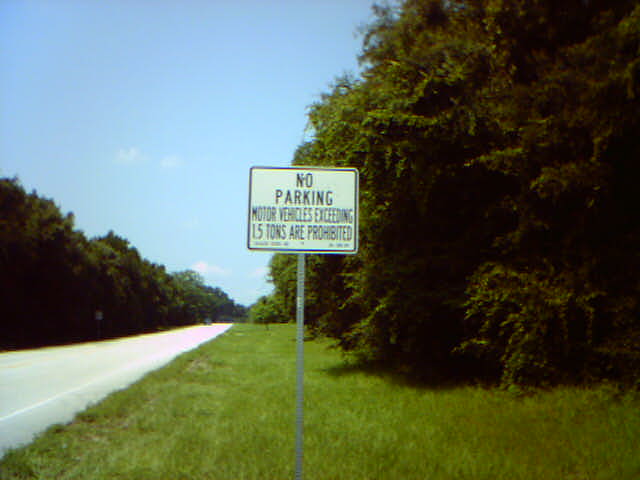 NO
PARKING
MOTOR VEHICLES EXCEEDING
1.5 TONS ARE PROHIBITED